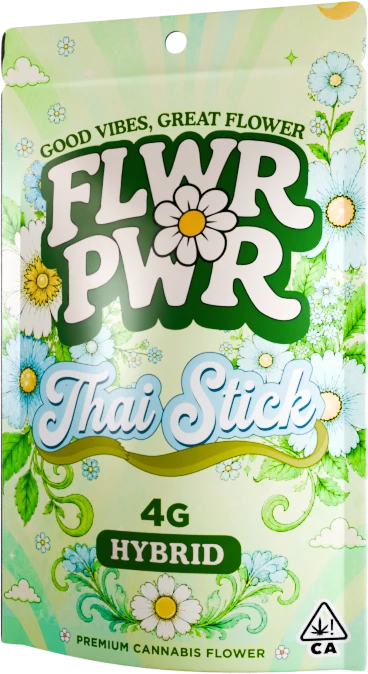 GOOD VIBES, GREAT FLOWER
FLWR
PWR
Thai Stick
4G
HYBRID
PREMIUM CANNABIS FLOWER
!
CA